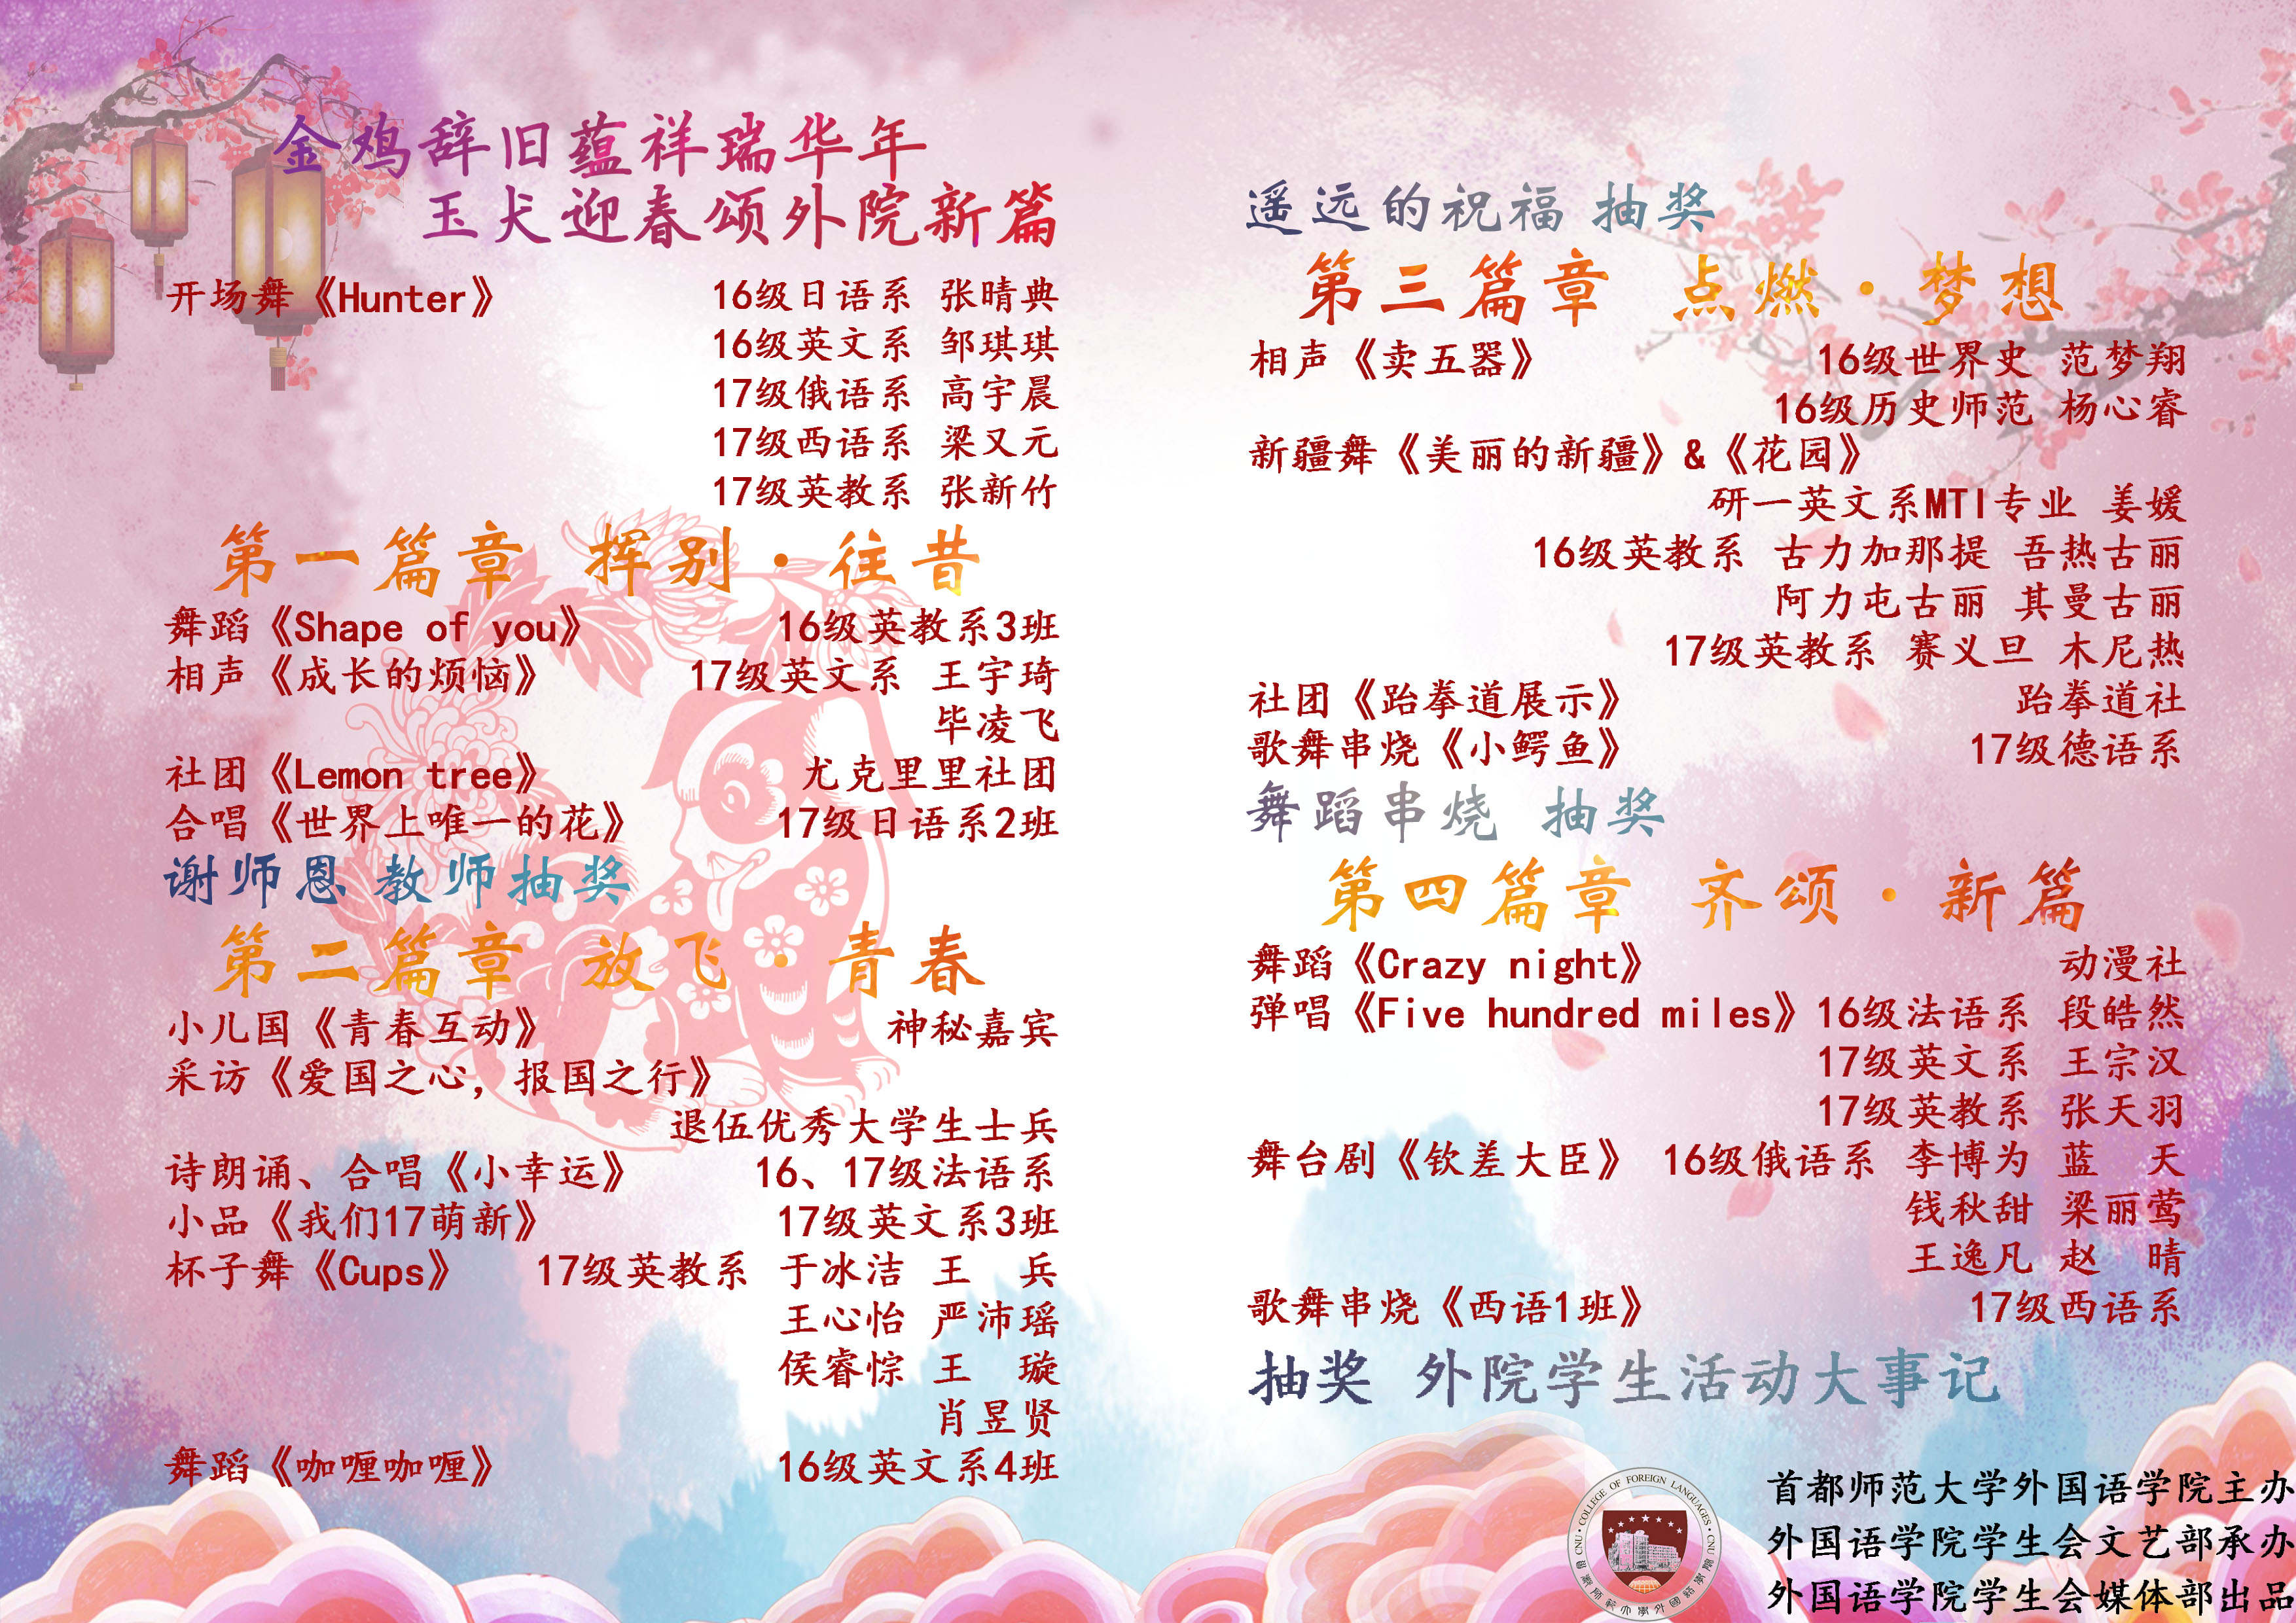 金鸡辞旧蕴祥瑞华年
玉犬迎春颂外院新篇
开场舞《Hunter》 16级日语系 张晴典
16级英文系 邹琪琪
17级俄语系 高宇晨
17级西语系 梁又元
17级英教系 张新竹
第一篇章 挥别·往昔
舞蹈《Shape of you》 16级英教系3班
相声《成长的烦恼》 17级英文系 王宇琦
毕凌飞
社团《Lemon tree》 尤克里里社团
合唱《世界上唯一的花》 17级日语系2班
谢师恩 教师抽奖
第二篇章 放飞·青春
小儿国《青春互动》 神秘嘉宾
采访《爱国之心，报国之行》
退伍优秀大学生士兵
诗朗诵、合唱《小幸运》 16、17级法语系
小品《我们17萌新》 17级英文系3班
杯子舞《Cups》 17级英教系 于冰洁 王 兵
王心怡 严沛瑶
侯睿悰 王 璇
肖昱贤
舞蹈《咖喱咖喱》 16级英文系4班
遥远的祝福 抽奖
第三篇章 点燃·梦想
相声《卖五器》 16级世界史 范梦翔
16级历史师范 杨心睿
新疆舞《美丽的新疆》&《花园》
研一英文系MTI专业 姜媛
16级英教系 古力加那提 吾热古丽
阿力屯古丽 其曼古丽
17级英教系 赛义旦 木尼热
社团《跆拳道展示》 跆拳道社
歌舞串烧《小鳄鱼》 17级德语系
舞蹈串烧 抽奖
第四篇章 齐颂·新篇
舞蹈《Crazy night》 动漫社
弹唱《Five hundred miles》16级法语系 段皓然
17级英文系 王宗汉
17级英教系 张天羽
舞台剧《钦差大臣》 16级俄语系 李博为 蓝 天
钱秋甜 梁丽莺
王逸凡 赵 晴
歌舞串烧《西语1班》 17级西语系
抽奖 外院学生活动大事记
CNU·COLLEGE OF FOREIGN LANGUAGES·CNU
首都師範大學外國語學院
首都师范大学外国语学院主办
外国语学院学生会文艺部承办
外国语学院学生会媒体部出品